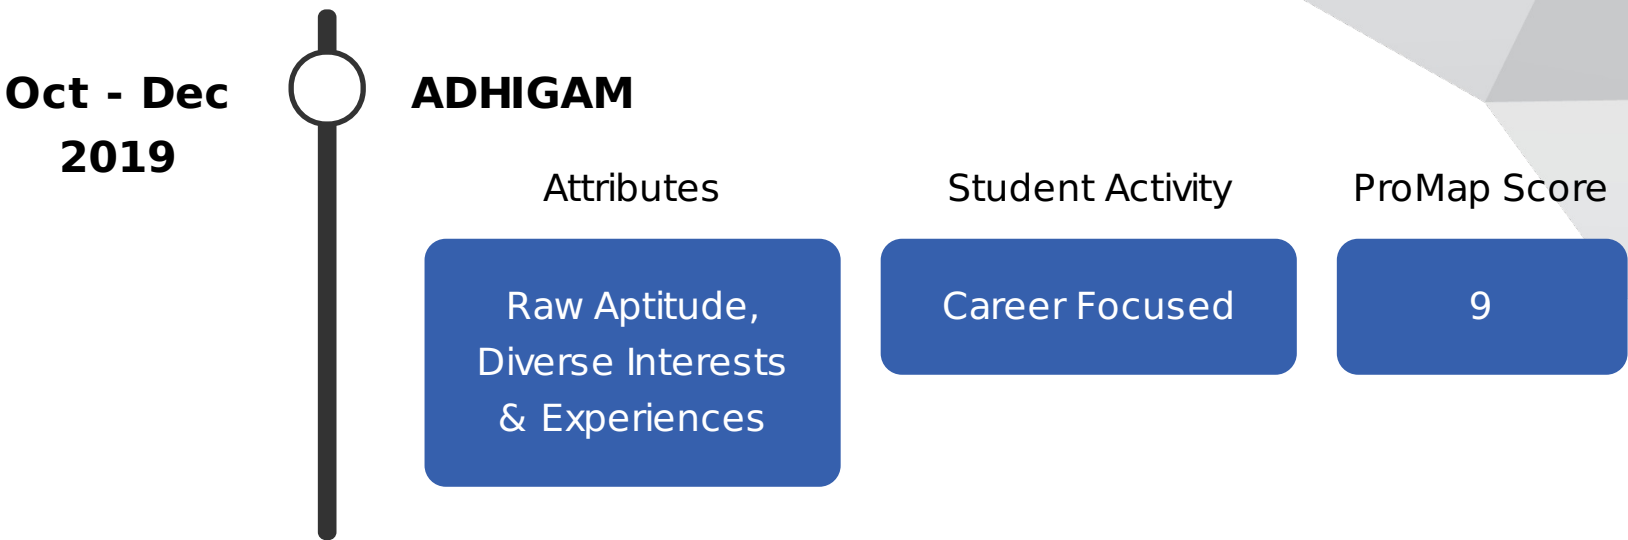 Oct - Dec
2019
ADHIGAM
Attributes
Student Activity
ProMap Score
Raw Aptitude,
Diverse Interests
& Experiences
Career Focused
9